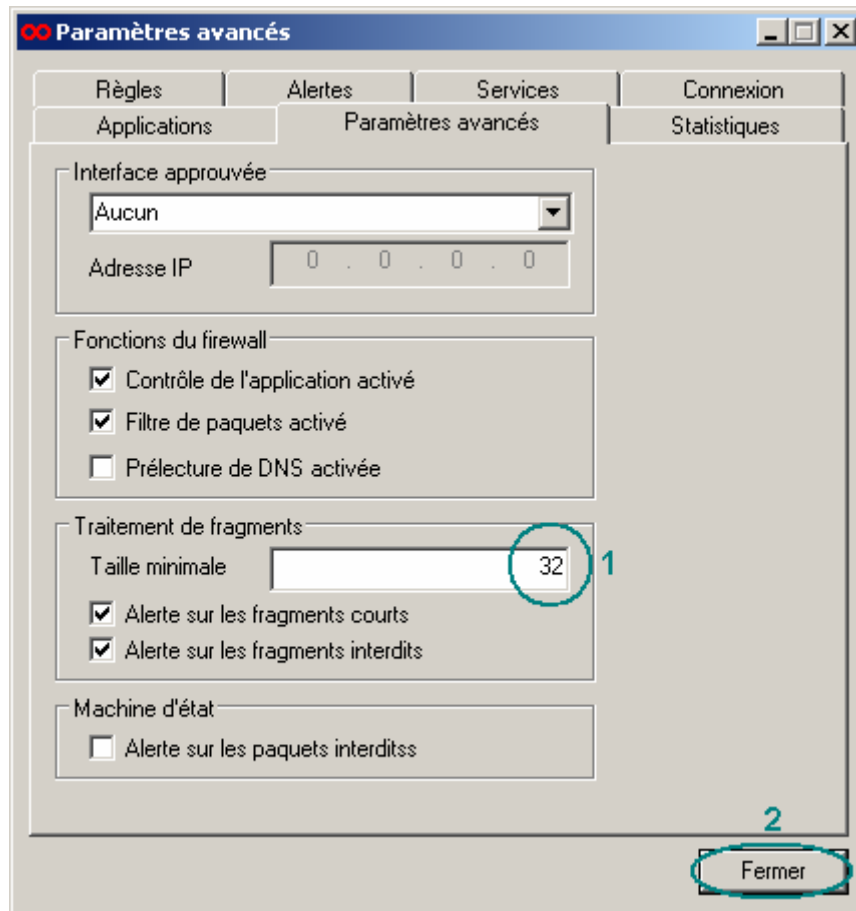 Paramètres avancés
Règles Alertes Services Connexion
Applications Paramètres avancés Statistiques
Interface approuvée
Aucun
Adresse IP 0 . 0 . 0 . 0
Fonctions du firewall
Contrôle de l'application activé
Filtre de paquets activé
Prélecture de DNS activée
Traitement de fragments
Taille minimale 32 1
Alerte sur les fragments courts
Alerte sur les fragments interdits
Machine d'état
Alerte sur les paquets interditss
2
Fermer